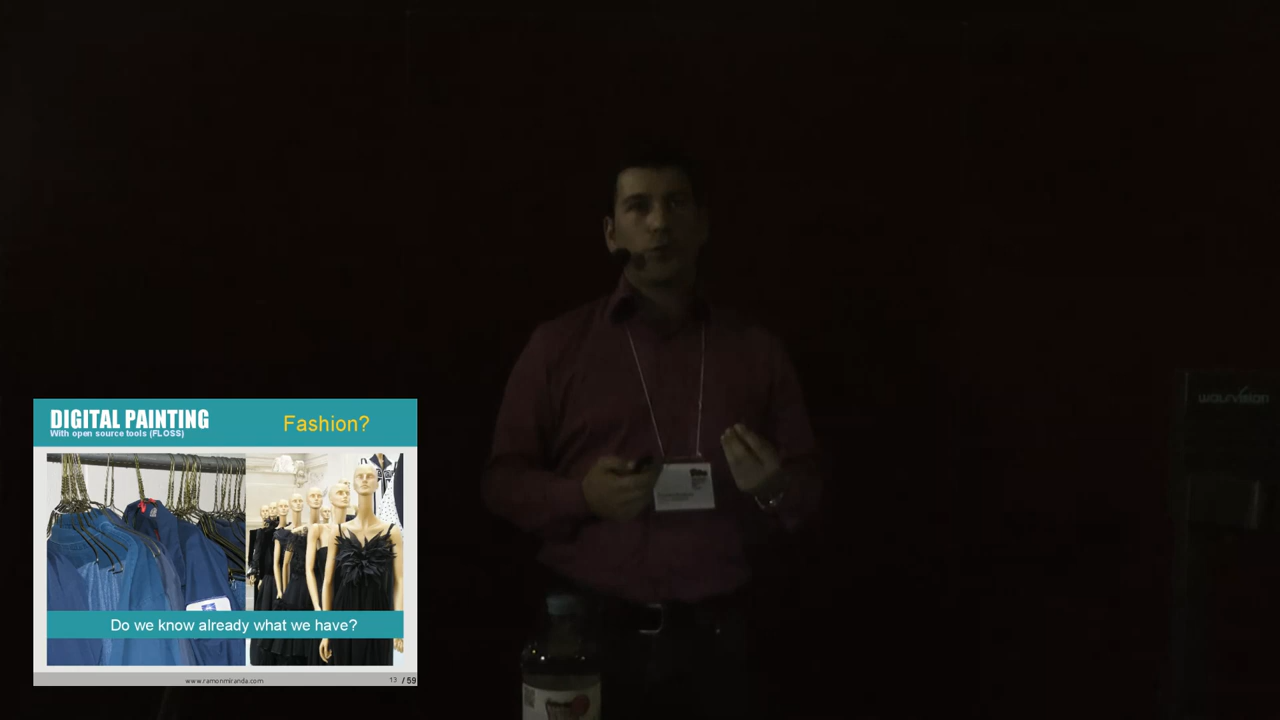 DIGITAL PAINTING
With open source tools (FLOSS)
Fashion?
Do we know already what we have?
www.ramonmiranda.com
13 / 59
wolfvision